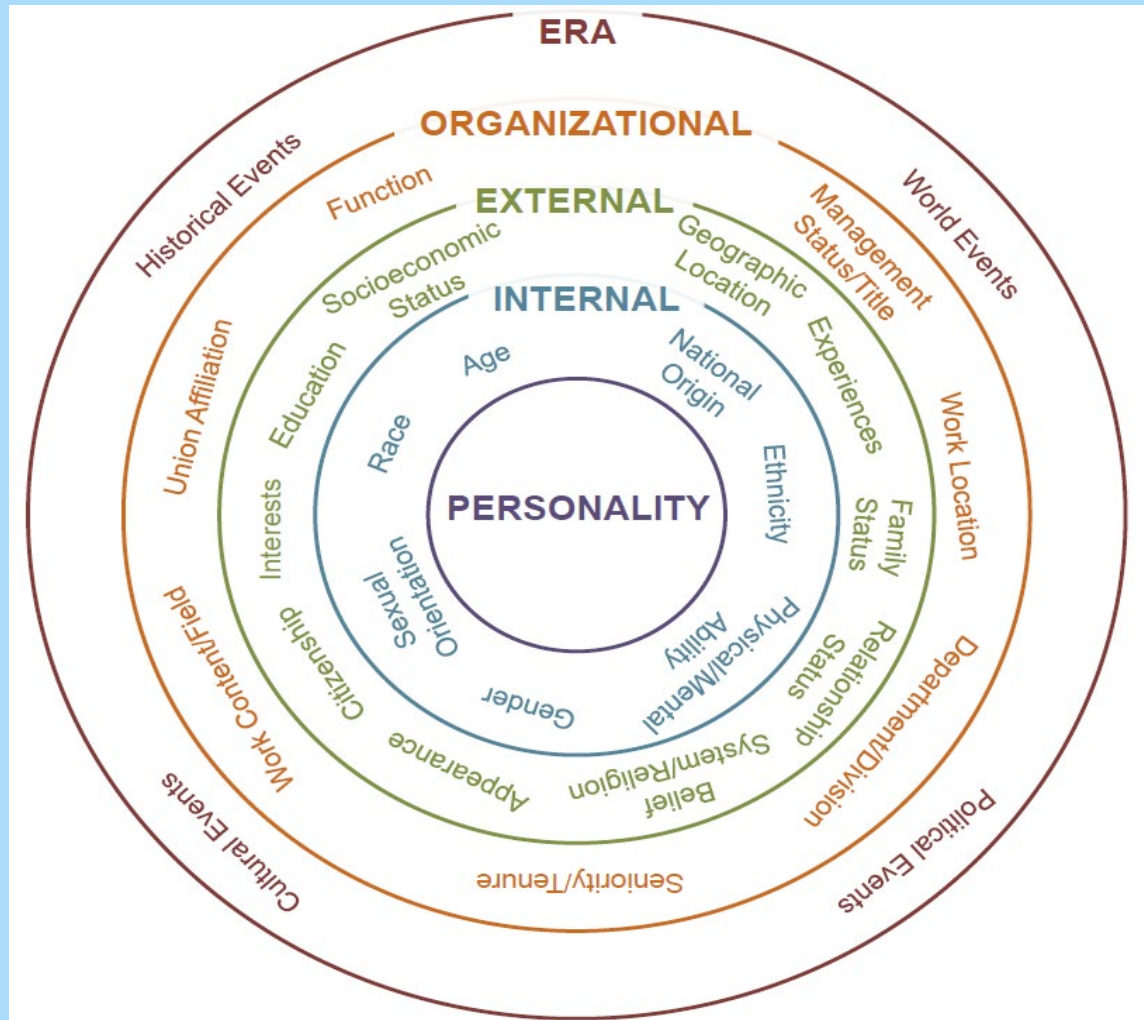 ERA
Historical Events
World Events
Political Events
Cultural Events
ORGANIZATIONAL
Function
Management
Status/Title
Work Location
Department/Division
Seniority/Tenure
Work Content/Field
Union Affiliation
EXTERNAL
Socioeconomic
Status
Geographic
Location
Experiences
Family
Status
Relationship
Status
Belief
System/Religion
Appearance
Citizenship
Interests
Education
INTERNAL
Age
National
Origin
Ethnicity
Physical/Mental
Ability
Gender
Sexual
Orientation
Race
PERSONALITY